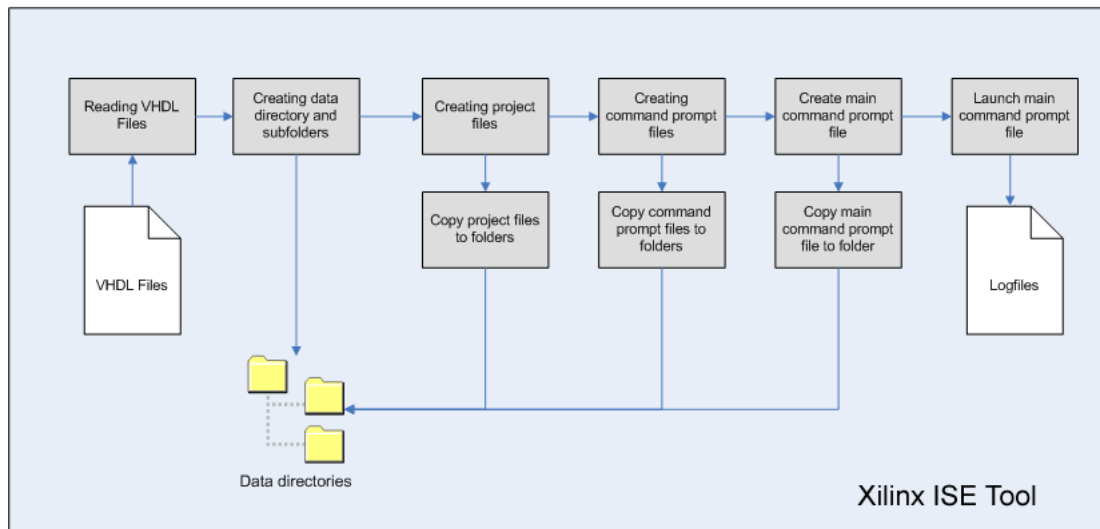 Reading VHDL
Files
Creating data
directory and
subfolders
Creating project
files
Creating
command prompt
files
Create main
command prompt
file
Launch main
command prompt
file
Copy project files
to folders
Copy command
prompt files to
folders
Copy main
command prompt
file to folder
VHDL Files
Logfiles
Data directories
Xilinx ISE Tool